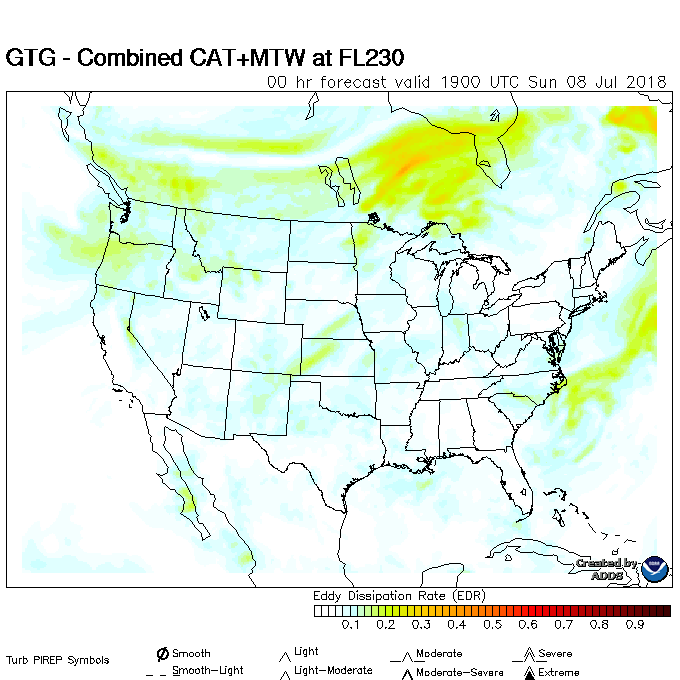 GTG - Combined CAT+MTW at FL230
00 hr forecast valid 1900 UTC Sun 08 Jul 2018
Created by
ADDS
Eddy Dissipation Rate (EDR)
0.1 0.2 0.3 0.4 0.5 0.6 0.7 0.8 0.9
Turb PIREP Symbols
Smooth Light Moderate Severe
Smooth-Light Light-Moderate Moderate-Severe Extreme